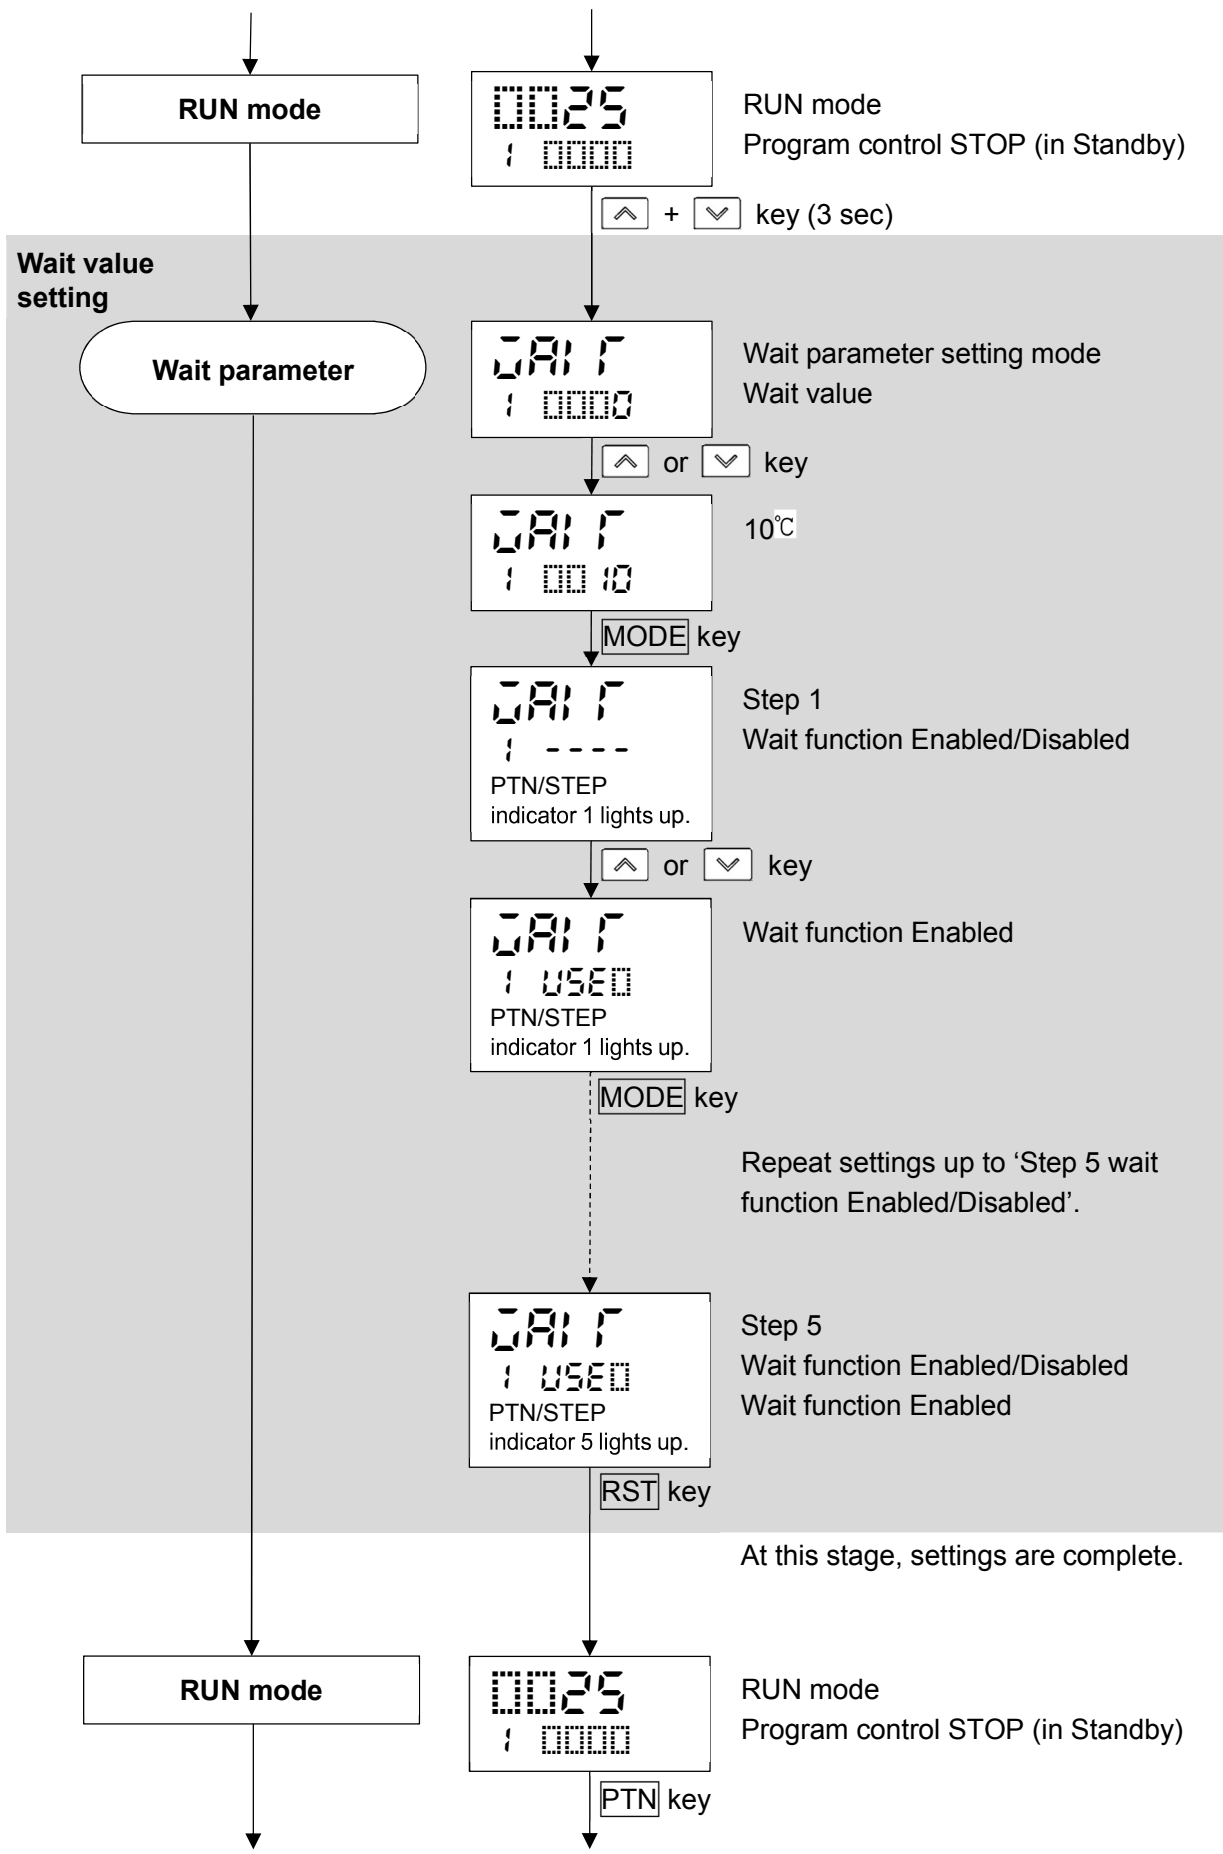 RUN mode
0025
1 0000
RUN mode
Program control STOP (in Standby)
+ key (3 sec)
Wait value
setting
Wait parameter
WAIT
1 0000
Wait parameter setting mode
Wait value
or key
WAIT
1 0010
10℃
MODE key
WAIT
1 ----
PTN/STEP
indicator 1 lights up.
Step 1
Wait function Enabled/Disabled
or key
WAIT
1 USE
PTN/STEP
indicator 1 lights up.
Wait function Enabled
MODE key
Repeat settings up to ‘Step 5 wait
function Enabled/Disabled’.
WAIT
1 USE
PTN/STEP
indicator 5 lights up.
Step 5
Wait function Enabled/Disabled
Wait function Enabled
RST key
At this stage, settings are complete.
RUN mode
0025
1 0000
RUN mode
Program control STOP (in Standby)
PTN key